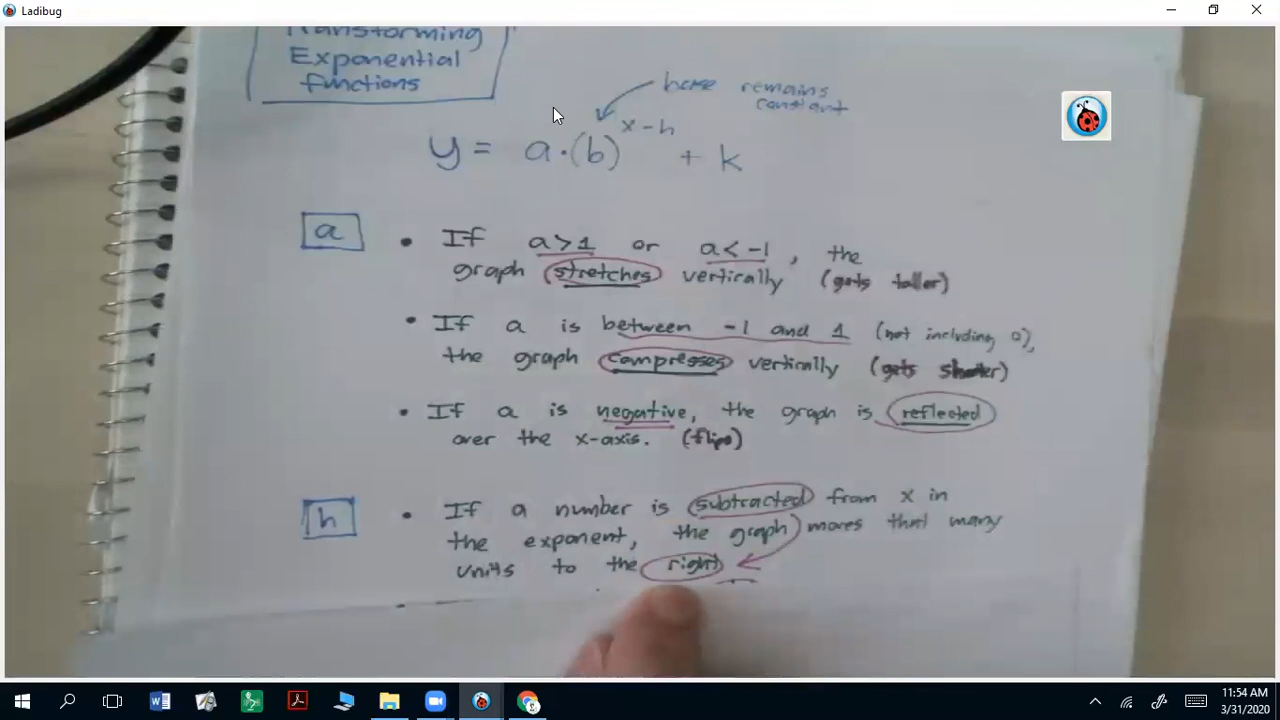 Ladibug
Transforming
Exponential
functions
base remains
constant
y = a·(b)^x-h + k
a
• If a>1 or a<-1, the
graph stretches vertically (gets taller)
• If a is between -1 and 1 (not including 0),
the graph compresses vertically (gets shorter)
• If a is negative, the graph is reflected
over the x-axis. (flips)
h
• If a number is subtracted from x in
the exponent, the graph moves that many
units to the right
11:54 AM
3/31/2020